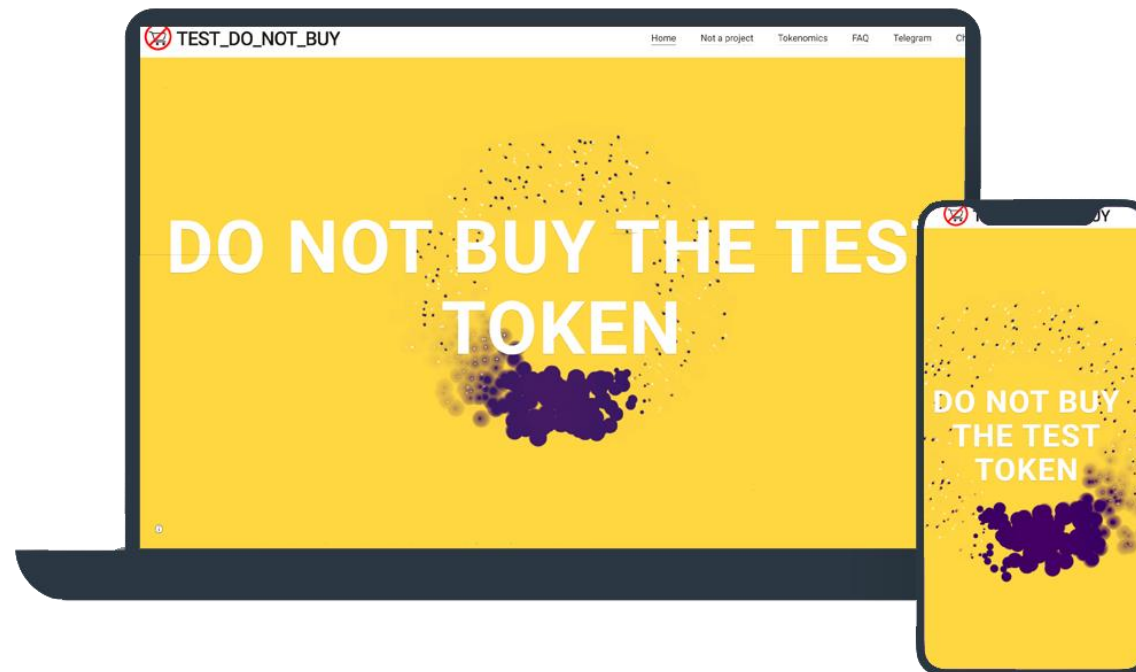 TEST_DO_NOT_BUY
Home Not a project Tokenomics FAQ Telegram
DO NOT BUY THE TEST
TOKEN
DO NOT BUY
THE TEST
TOKEN